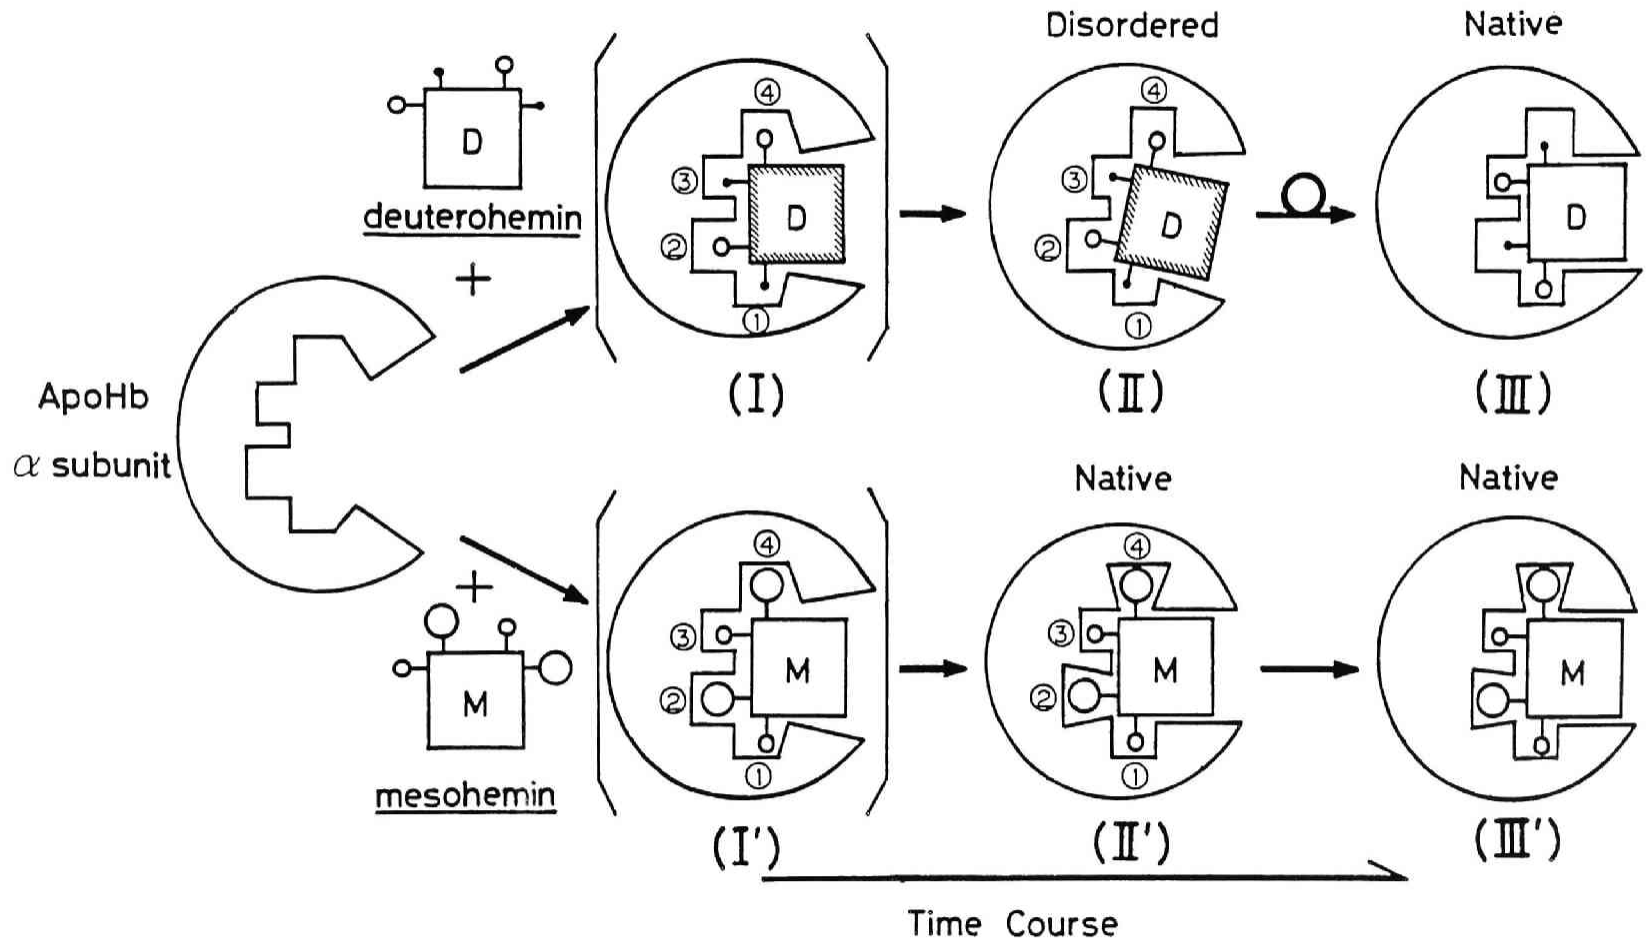 Disordered
Native
D
deuterohemin
+
④
③
②
①
D
④
③
②
①
D
D
(I)
(II)
(III)
ApoHb
α subunit
Native
Native
+
M
mesohemin
④
③
②
①
M
④
③
②
①
M
M
(I')
(II')
(III')
Time Course